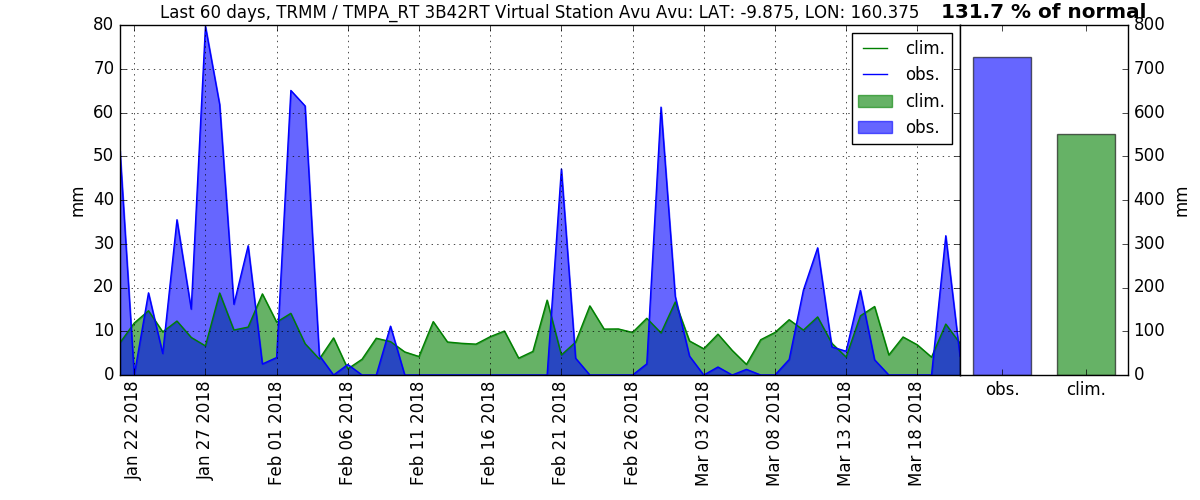 Last 60 days, TRMM / TMPA_RT 3B42RT Virtual Station Avu Avu: LAT: -9.875, LON: 160.375
131.7 % of normal
80
70
60
50
40
30
20
10
0
mm
clim.
obs.
clim.
obs.
800
700
600
500
400
300
200
100
0
mm
Jan 22 2018
Jan 27 2018
Feb 01 2018
Feb 06 2018
Feb 11 2018
Feb 16 2018
Feb 21 2018
Feb 26 2018
Mar 03 2018
Mar 08 2018
Mar 13 2018
Mar 18 2018
obs.
clim.